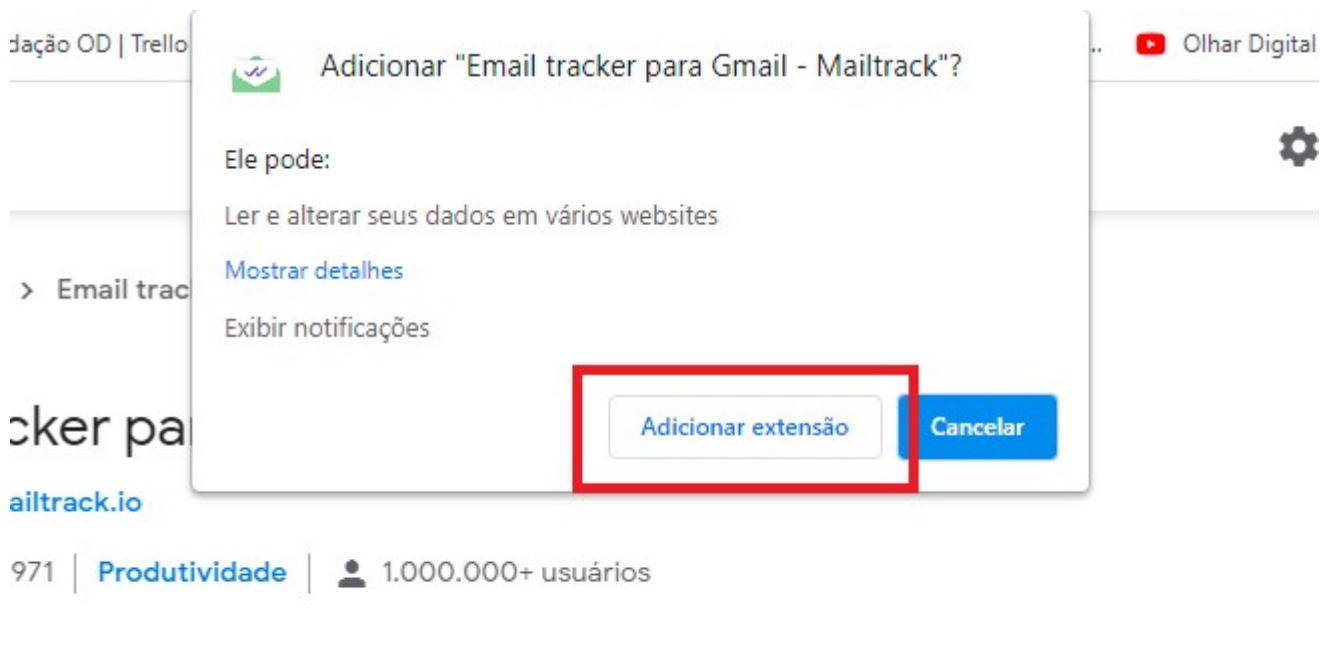 dação OD | Trello
Adicionar "Email tracker para Gmail - Mailtrack"?
..
Olhar Digital
Ele pode:
Ler e alterar seus dados em vários websites
Mostrar detalhes
> Email trac
Exibir notificações
Adicionar extensão
Cancelar
cker pa
ailtrack.io
971 | Produtividade | 1.000.000+ usuários